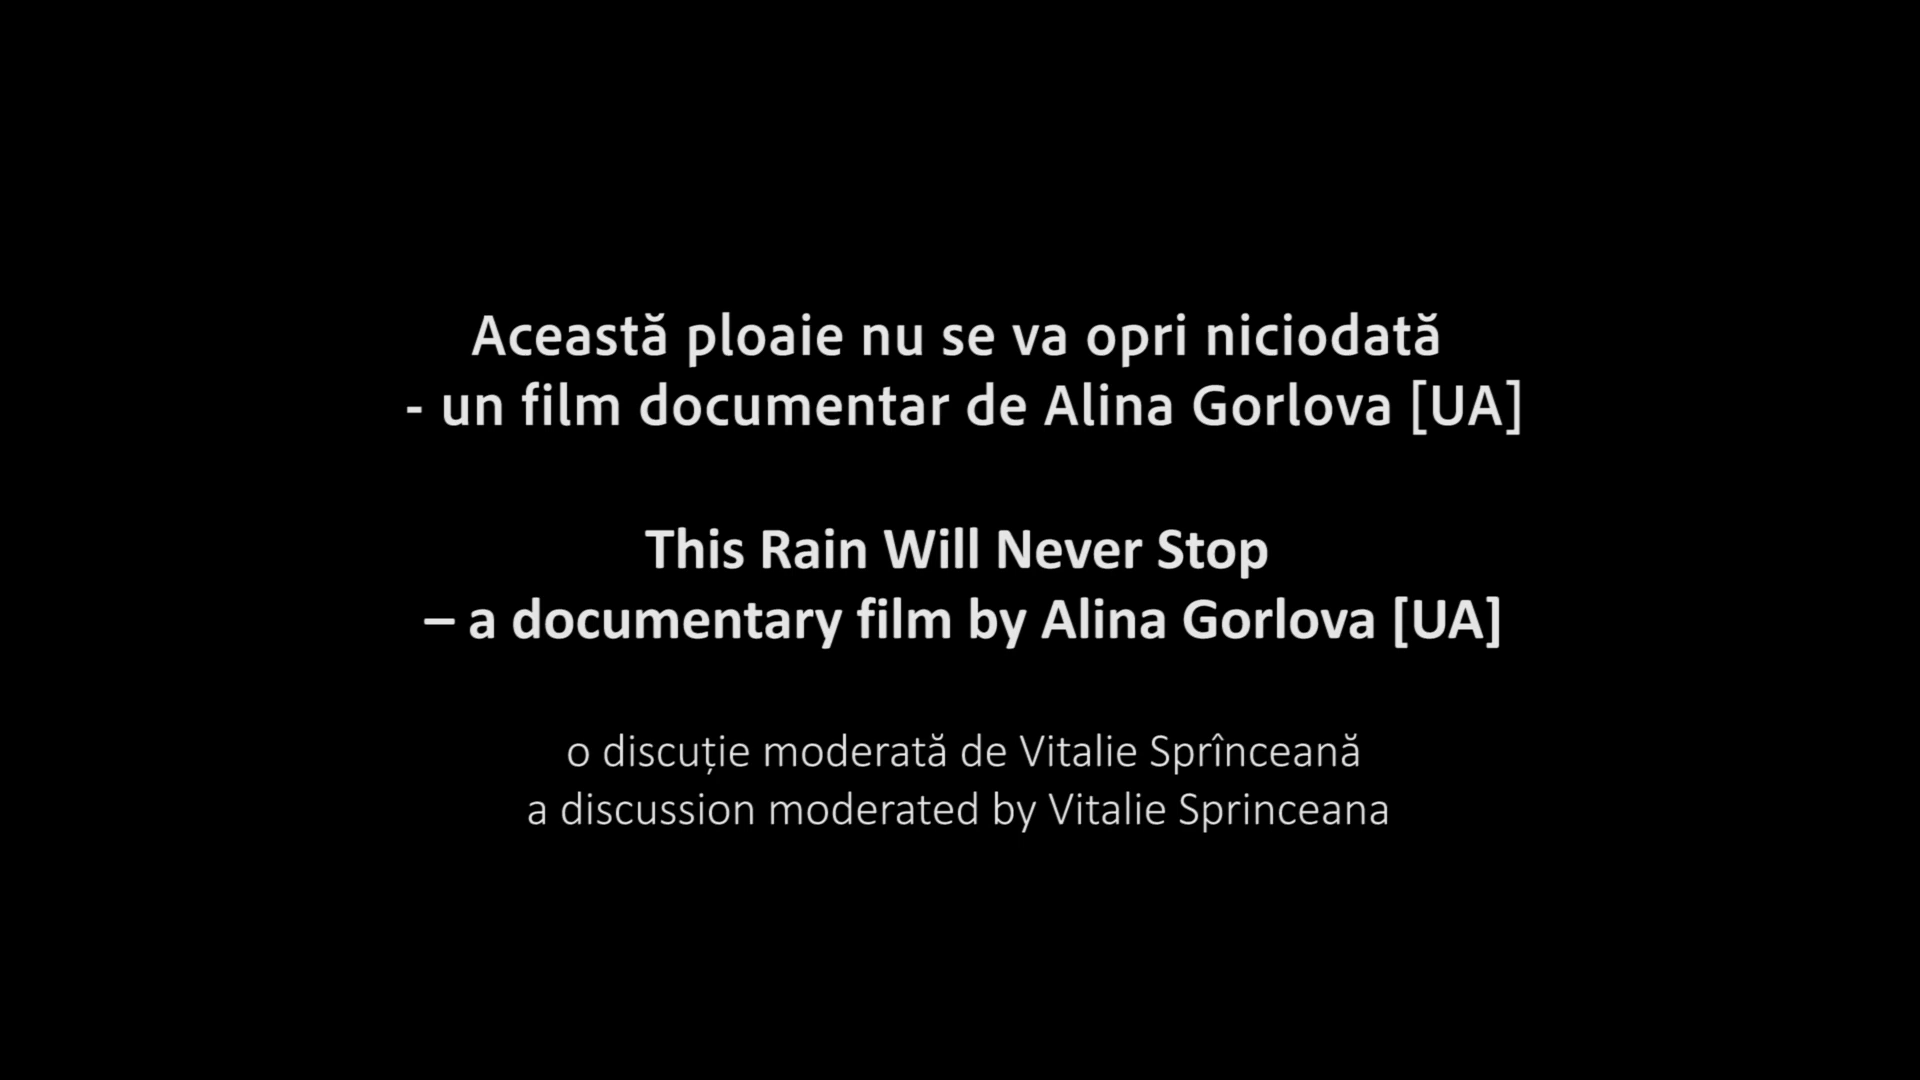 Această ploaie nu se va opri niciodată
- un film documentar de Alina Gorlova [UA]
This Rain Will Never Stop
– a documentary film by Alina Gorlova [UA]
o discuție moderată de Vitalie Sprînceană
a discussion moderated by Vitalie Sprinceana